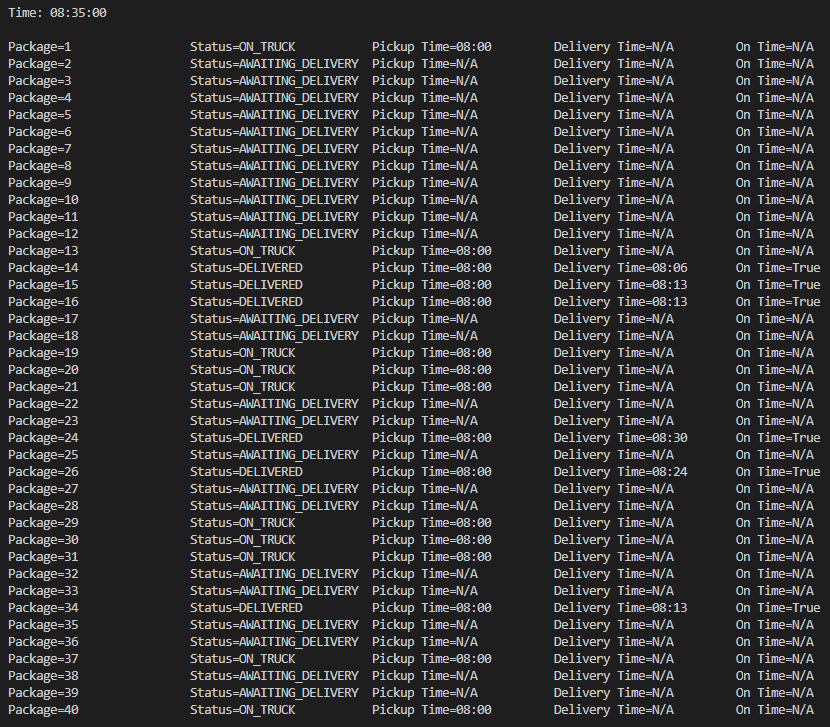 Time: 08:35:00
Package=1 Status=ON_TRUCK Pickup Time=08:00 Delivery Time=N/A On Time=N/A
Package=2 Status=AWAITING_DELIVERY Pickup Time=N/A Delivery Time=N/A On Time=N/A
Package=3 Status=AWAITING_DELIVERY Pickup Time=N/A Delivery Time=N/A On Time=N/A
Package=4 Status=AWAITING_DELIVERY Pickup Time=N/A Delivery Time=N/A On Time=N/A
Package=5 Status=AWAITING_DELIVERY Pickup Time=N/A Delivery Time=N/A On Time=N/A
Package=6 Status=AWAITING_DELIVERY Pickup Time=N/A Delivery Time=N/A On Time=N/A
Package=7 Status=AWAITING_DELIVERY Pickup Time=N/A Delivery Time=N/A On Time=N/A
Package=8 Status=AWAITING_DELIVERY Pickup Time=N/A Delivery Time=N/A On Time=N/A
Package=9 Status=AWAITING_DELIVERY Pickup Time=N/A Delivery Time=N/A On Time=N/A
Package=10 Status=AWAITING_DELIVERY Pickup Time=N/A Delivery Time=N/A On Time=N/A
Package=11 Status=AWAITING_DELIVERY Pickup Time=N/A Delivery Time=N/A On Time=N/A
Package=12 Status=AWAITING_DELIVERY Pickup Time=N/A Delivery Time=N/A On Time=N/A
Package=13 Status=ON_TRUCK Pickup Time=08:00 Delivery Time=N/A On Time=N/A
Package=14 Status=DELIVERED Pickup Time=08:00 Delivery Time=08:06 On Time=True
Package=15 Status=DELIVERED Pickup Time=08:00 Delivery Time=08:13 On Time=True
Package=16 Status=DELIVERED Pickup Time=08:00 Delivery Time=08:13 On Time=True
Package=17 Status=AWAITING_DELIVERY Pickup Time=N/A Delivery Time=N/A On Time=N/A
Package=18 Status=AWAITING_DELIVERY Pickup Time=N/A Delivery Time=N/A On Time=N/A
Package=19 Status=ON_TRUCK Pickup Time=08:00 Delivery Time=N/A On Time=N/A
Package=20 Status=ON_TRUCK Pickup Time=08:00 Delivery Time=N/A On Time=N/A
Package=21 Status=ON_TRUCK Pickup Time=08:00 Delivery Time=N/A On Time=N/A
Package=22 Status=AWAITING_DELIVERY Pickup Time=N/A Delivery Time=N/A On Time=N/A
Package=23 Status=AWAITING_DELIVERY Pickup Time=N/A Delivery Time=N/A On Time=N/A
Package=24 Status=DELIVERED Pickup Time=08:00 Delivery Time=08:30 On Time=True
Package=25 Status=AWAITING_DELIVERY Pickup Time=N/A Delivery Time=N/A On Time=N/A
Package=26 Status=DELIVERED Pickup Time=08:00 Delivery Time=08:24 On Time=True
Package=27 Status=AWAITING_DELIVERY Pickup Time=N/A Delivery Time=N/A On Time=N/A
Package=28 Status=AWAITING_DELIVERY Pickup Time=N/A Delivery Time=N/A On Time=N/A
Package=29 Status=ON_TRUCK Pickup Time=08:00 Delivery Time=N/A On Time=N/A
Package=30 Status=ON_TRUCK Pickup Time=08:00 Delivery Time=N/A On Time=N/A
Package=31 Status=ON_TRUCK Pickup Time=08:00 Delivery Time=N/A On Time=N/A
Package=32 Status=AWAITING_DELIVERY Pickup Time=N/A Delivery Time=N/A On Time=N/A
Package=33 Status=AWAITING_DELIVERY Pickup Time=N/A Delivery Time=N/A On Time=N/A
Package=34 Status=DELIVERED Pickup Time=08:00 Delivery Time=08:13 On Time=True
Package=35 Status=AWAITING_DELIVERY Pickup Time=N/A Delivery Time=N/A On Time=N/A
Package=36 Status=AWAITING_DELIVERY Pickup Time=N/A Delivery Time=N/A On Time=N/A
Package=37 Status=ON_TRUCK Pickup Time=08:00 Delivery Time=N/A On Time=N/A
Package=38 Status=AWAITING_DELIVERY Pickup Time=N/A Delivery Time=N/A On Time=N/A
Package=39 Status=AWAITING_DELIVERY Pickup Time=N/A Delivery Time=N/A On Time=N/A
Package=40 Status=ON_TRUCK Pickup Time=08:00 Delivery Time=N/A On Time=N/A